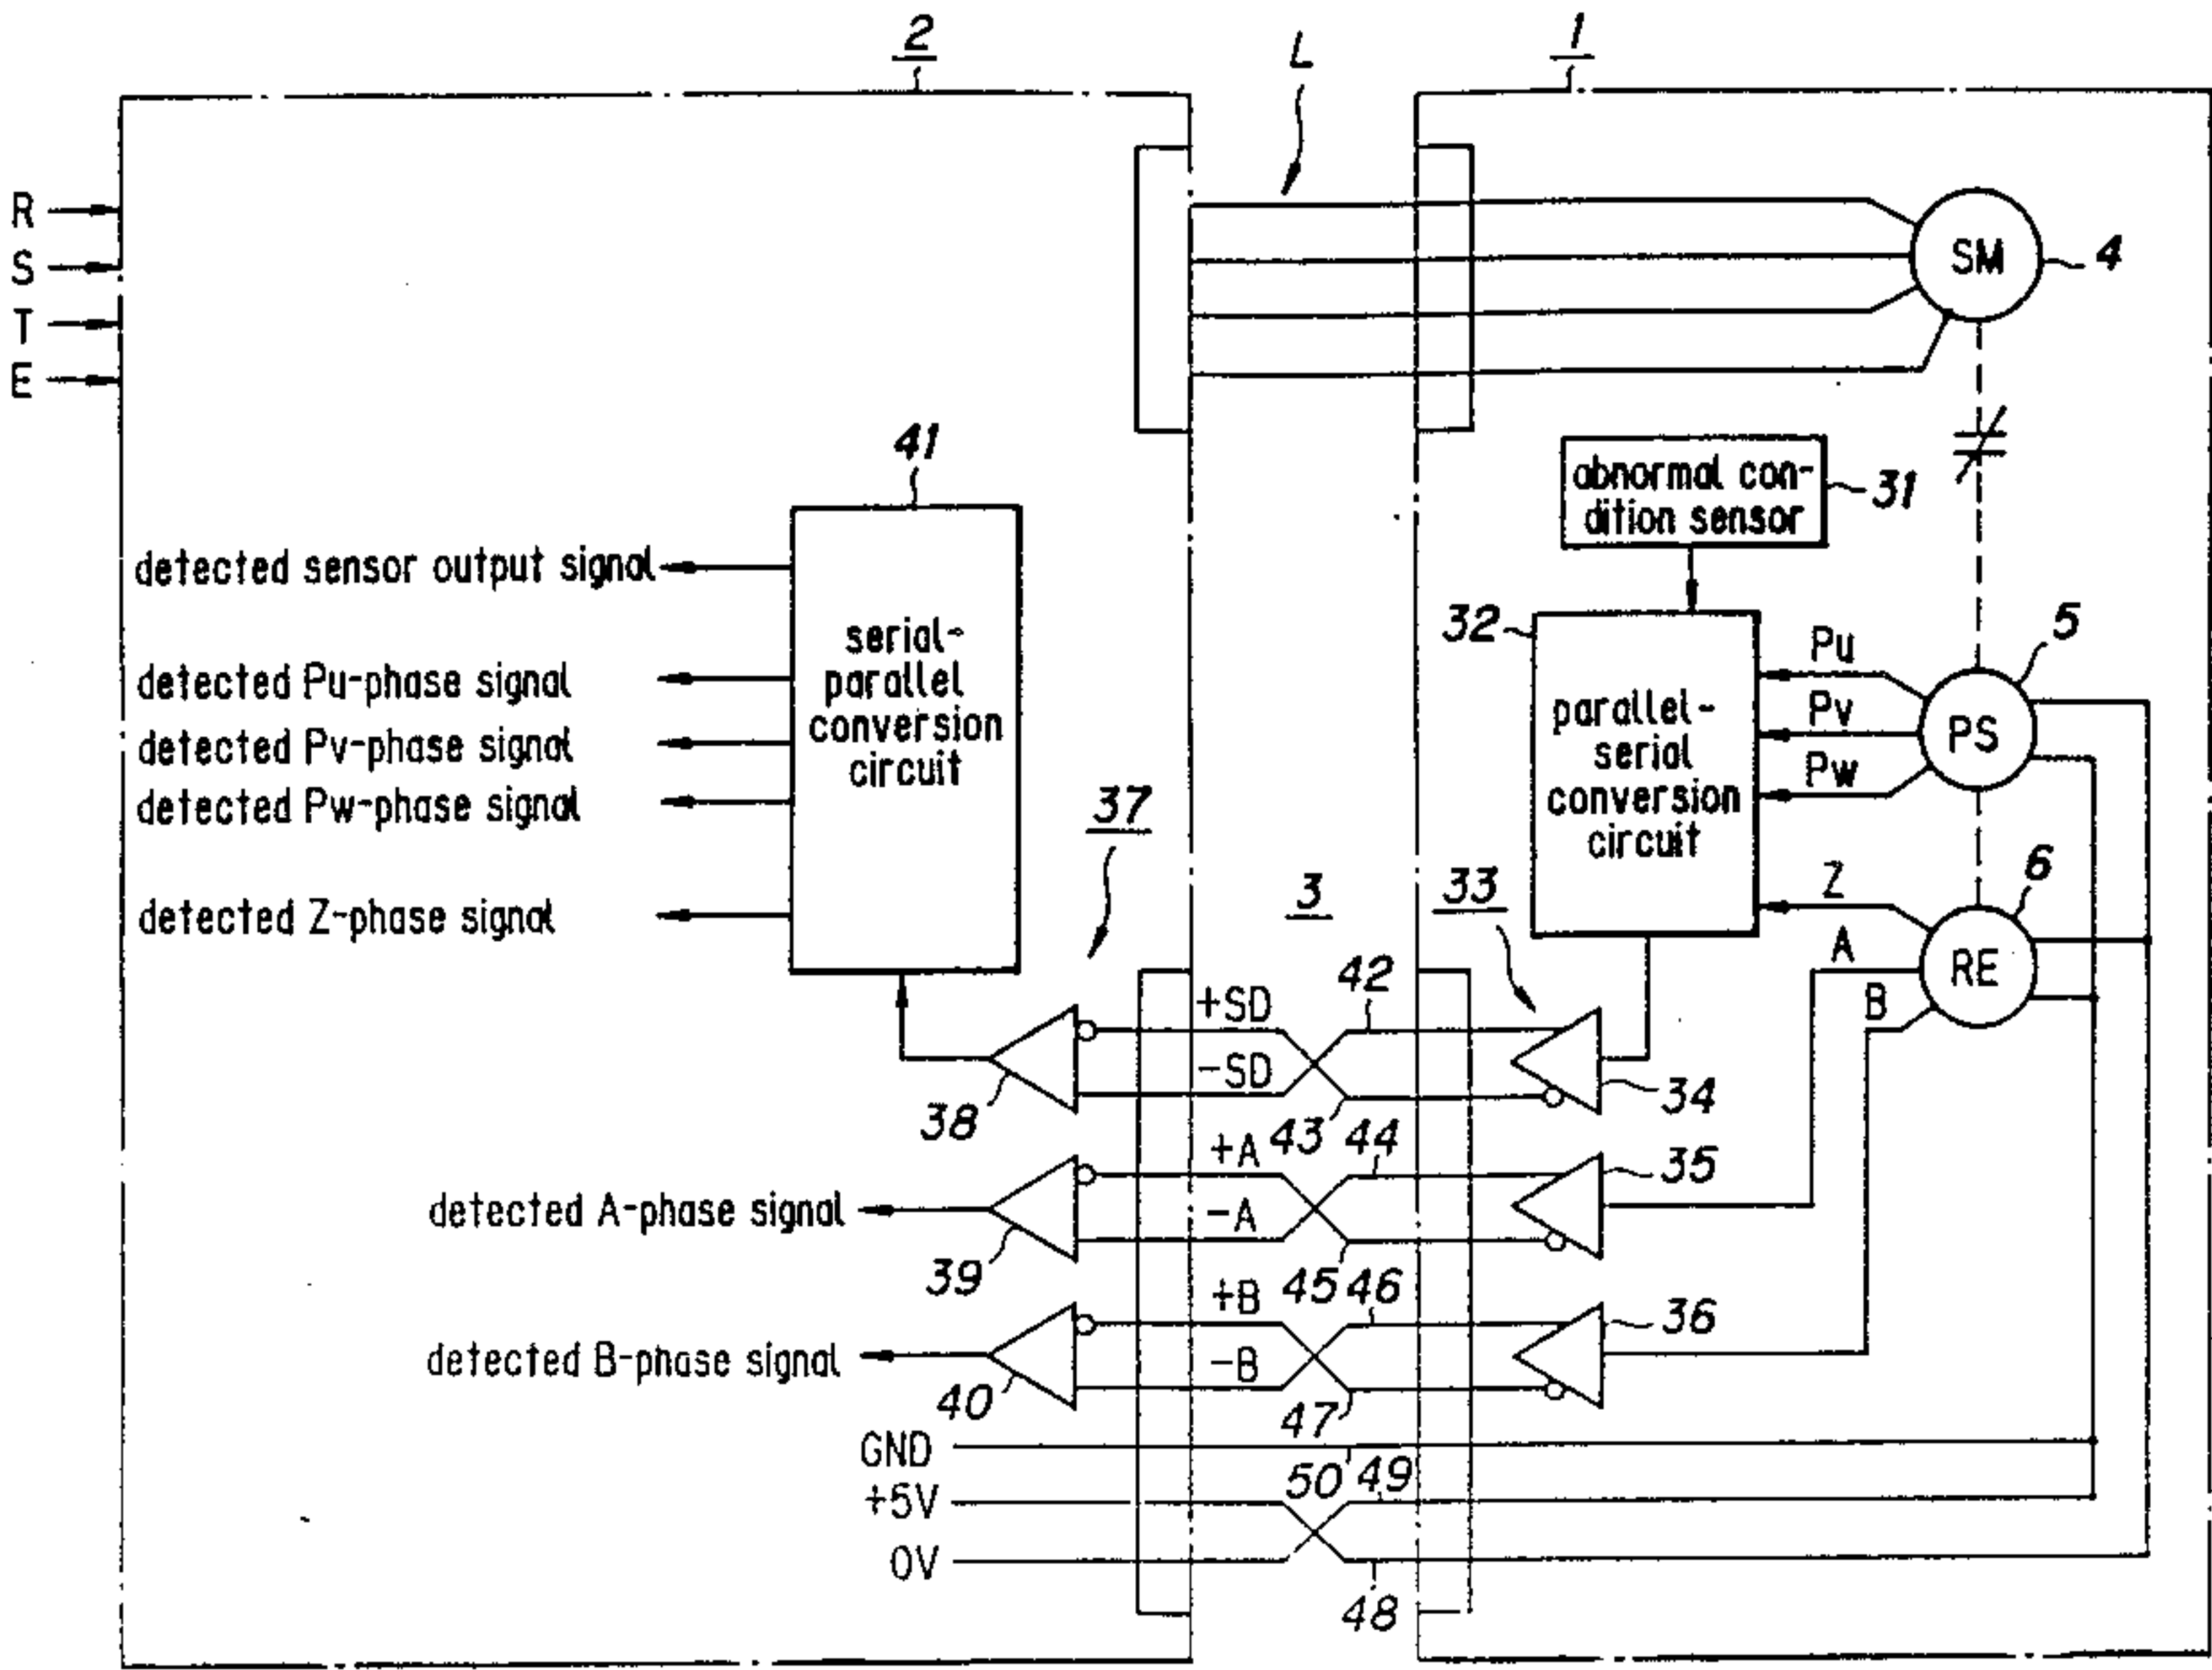 2
L
1
R
S
T
E
SM
4
41
abnormal con-
dition sensor
31
detected sensor output signal
serial-
parallel
conversion
circuit
32
Pu
5
detected Pu-phase signal
parallel-
serial
conversion
circuit
Pv
PS
detected Pv-phase signal
Pw
detected Pw-phase signal
37
6
3
33
Z
detected Z-phase signal
A
RE
B
+SD
42
-SD
38
43
34
+A
44
35
detected A-phase signal
-A
39
45
+B
46
36
detected B-phase signal
-B
40
47
GND
50
49
+5V
0V
48